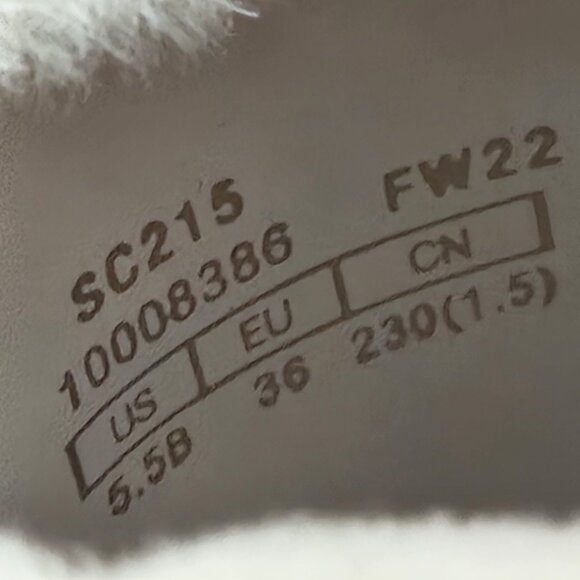 SC215 FW22
10008386
US EU CN
5.5B 36 230(1.5)